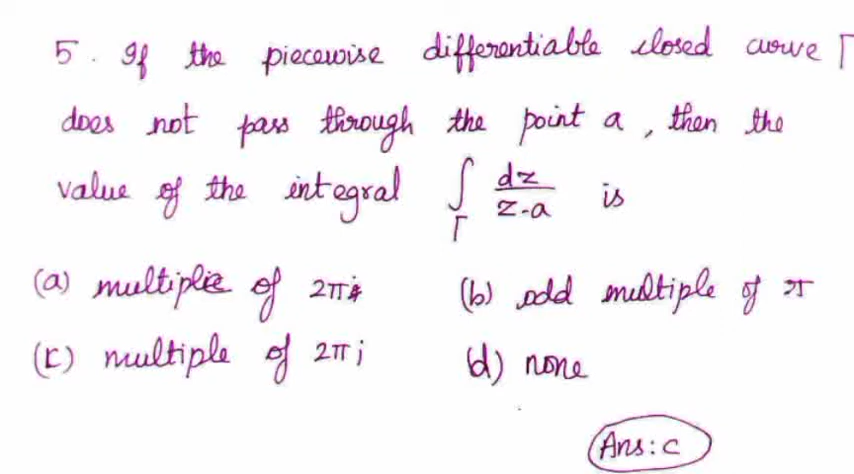 5. If the piecewise differentiable closed curve Γ
does not pass through the point a, then the
value of the integral ∫_Γ dz/(z-a) is
(a) multiple of 2π (b) odd multiple of π
(c) multiple of 2πi (d) none
Ans: c